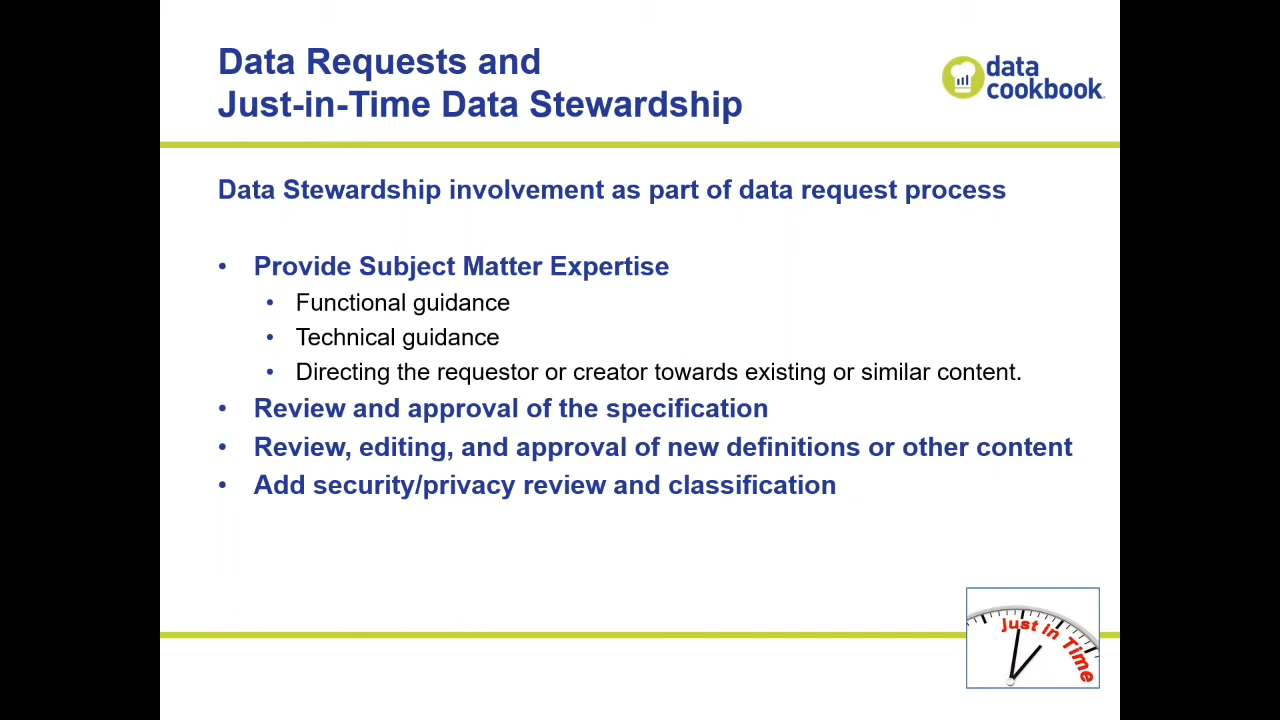 Data Requests and
Just-in-Time Data Stewardship
data
cookbook.
Data Stewardship involvement as part of data request process
• Provide Subject Matter Expertise
• Functional guidance
• Technical guidance
• Directing the requestor or creator towards existing or similar content.
• Review and approval of the specification
• Review, editing, and approval of new definitions or other content
• Add security/privacy review and classification
just in Time